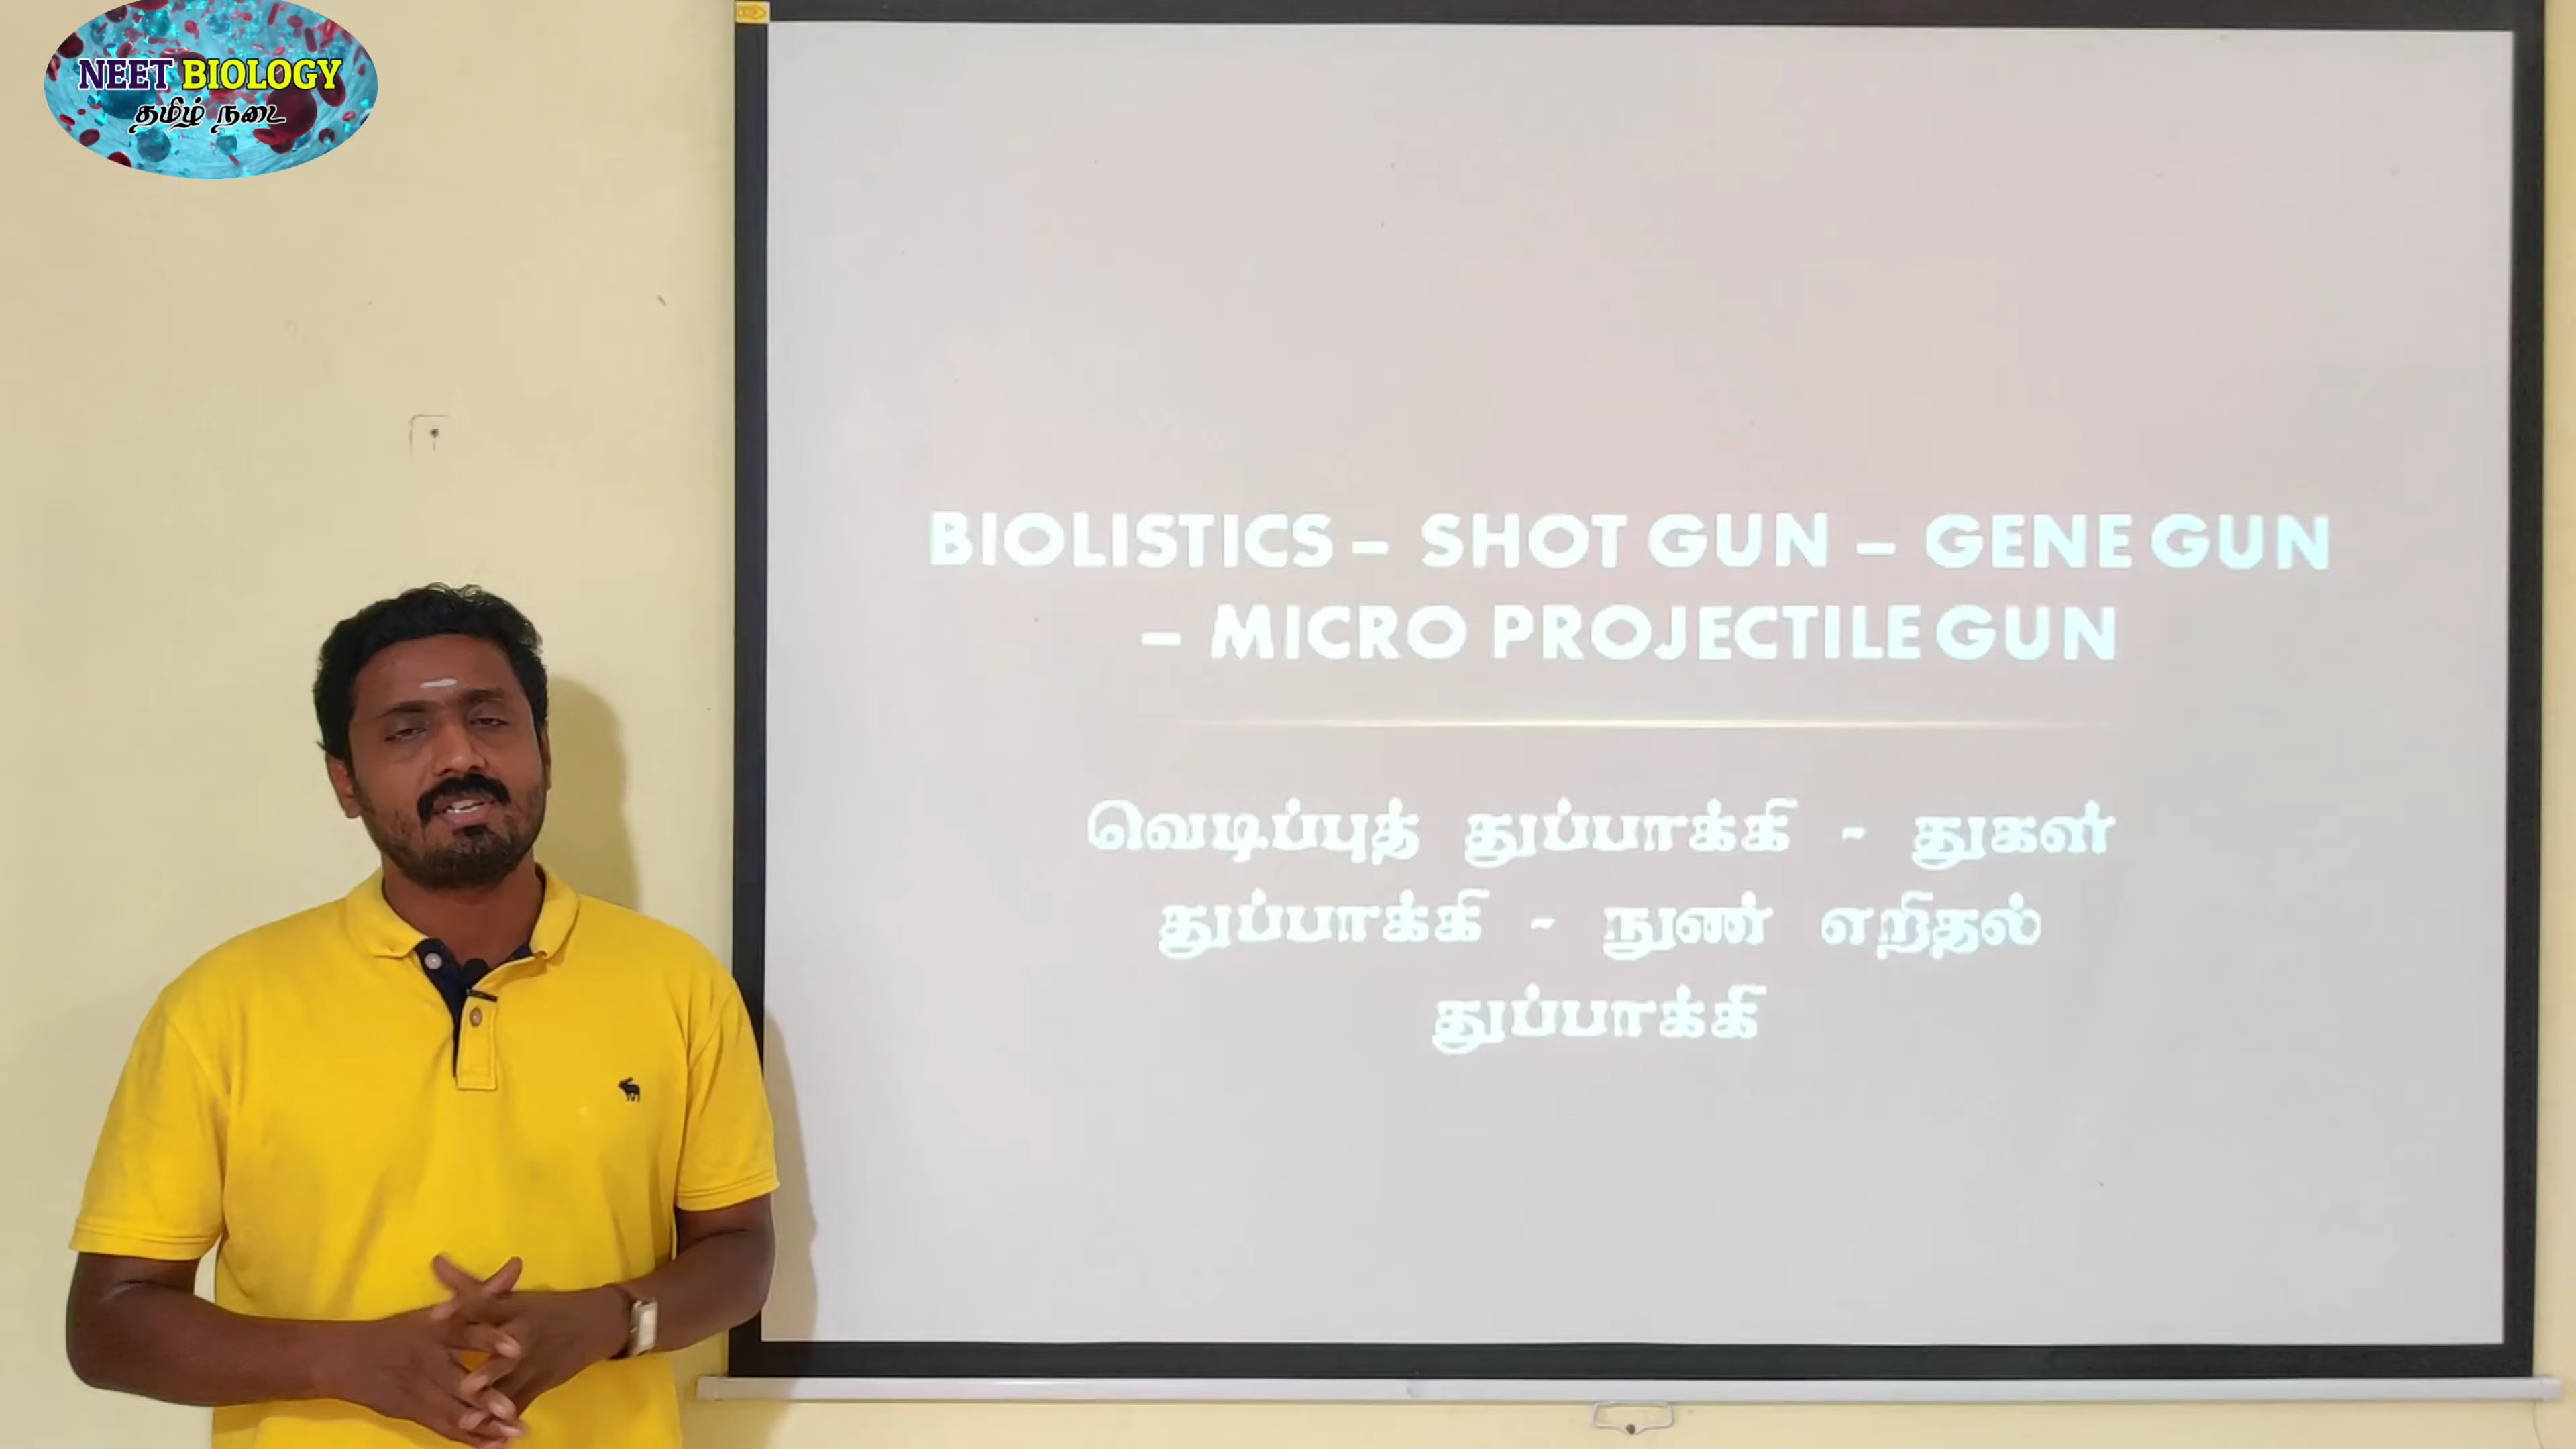 NEET BIOLOGY
தமிழ் நடை
BIOLISTICS – SHOT GUN – GENE GUN
– MICRO PROJECTILE GUN
வெடிப்புத் துப்பாக்கி - துகள்
துப்பாக்கி - நுண் எறிதல்
துப்பாக்கி